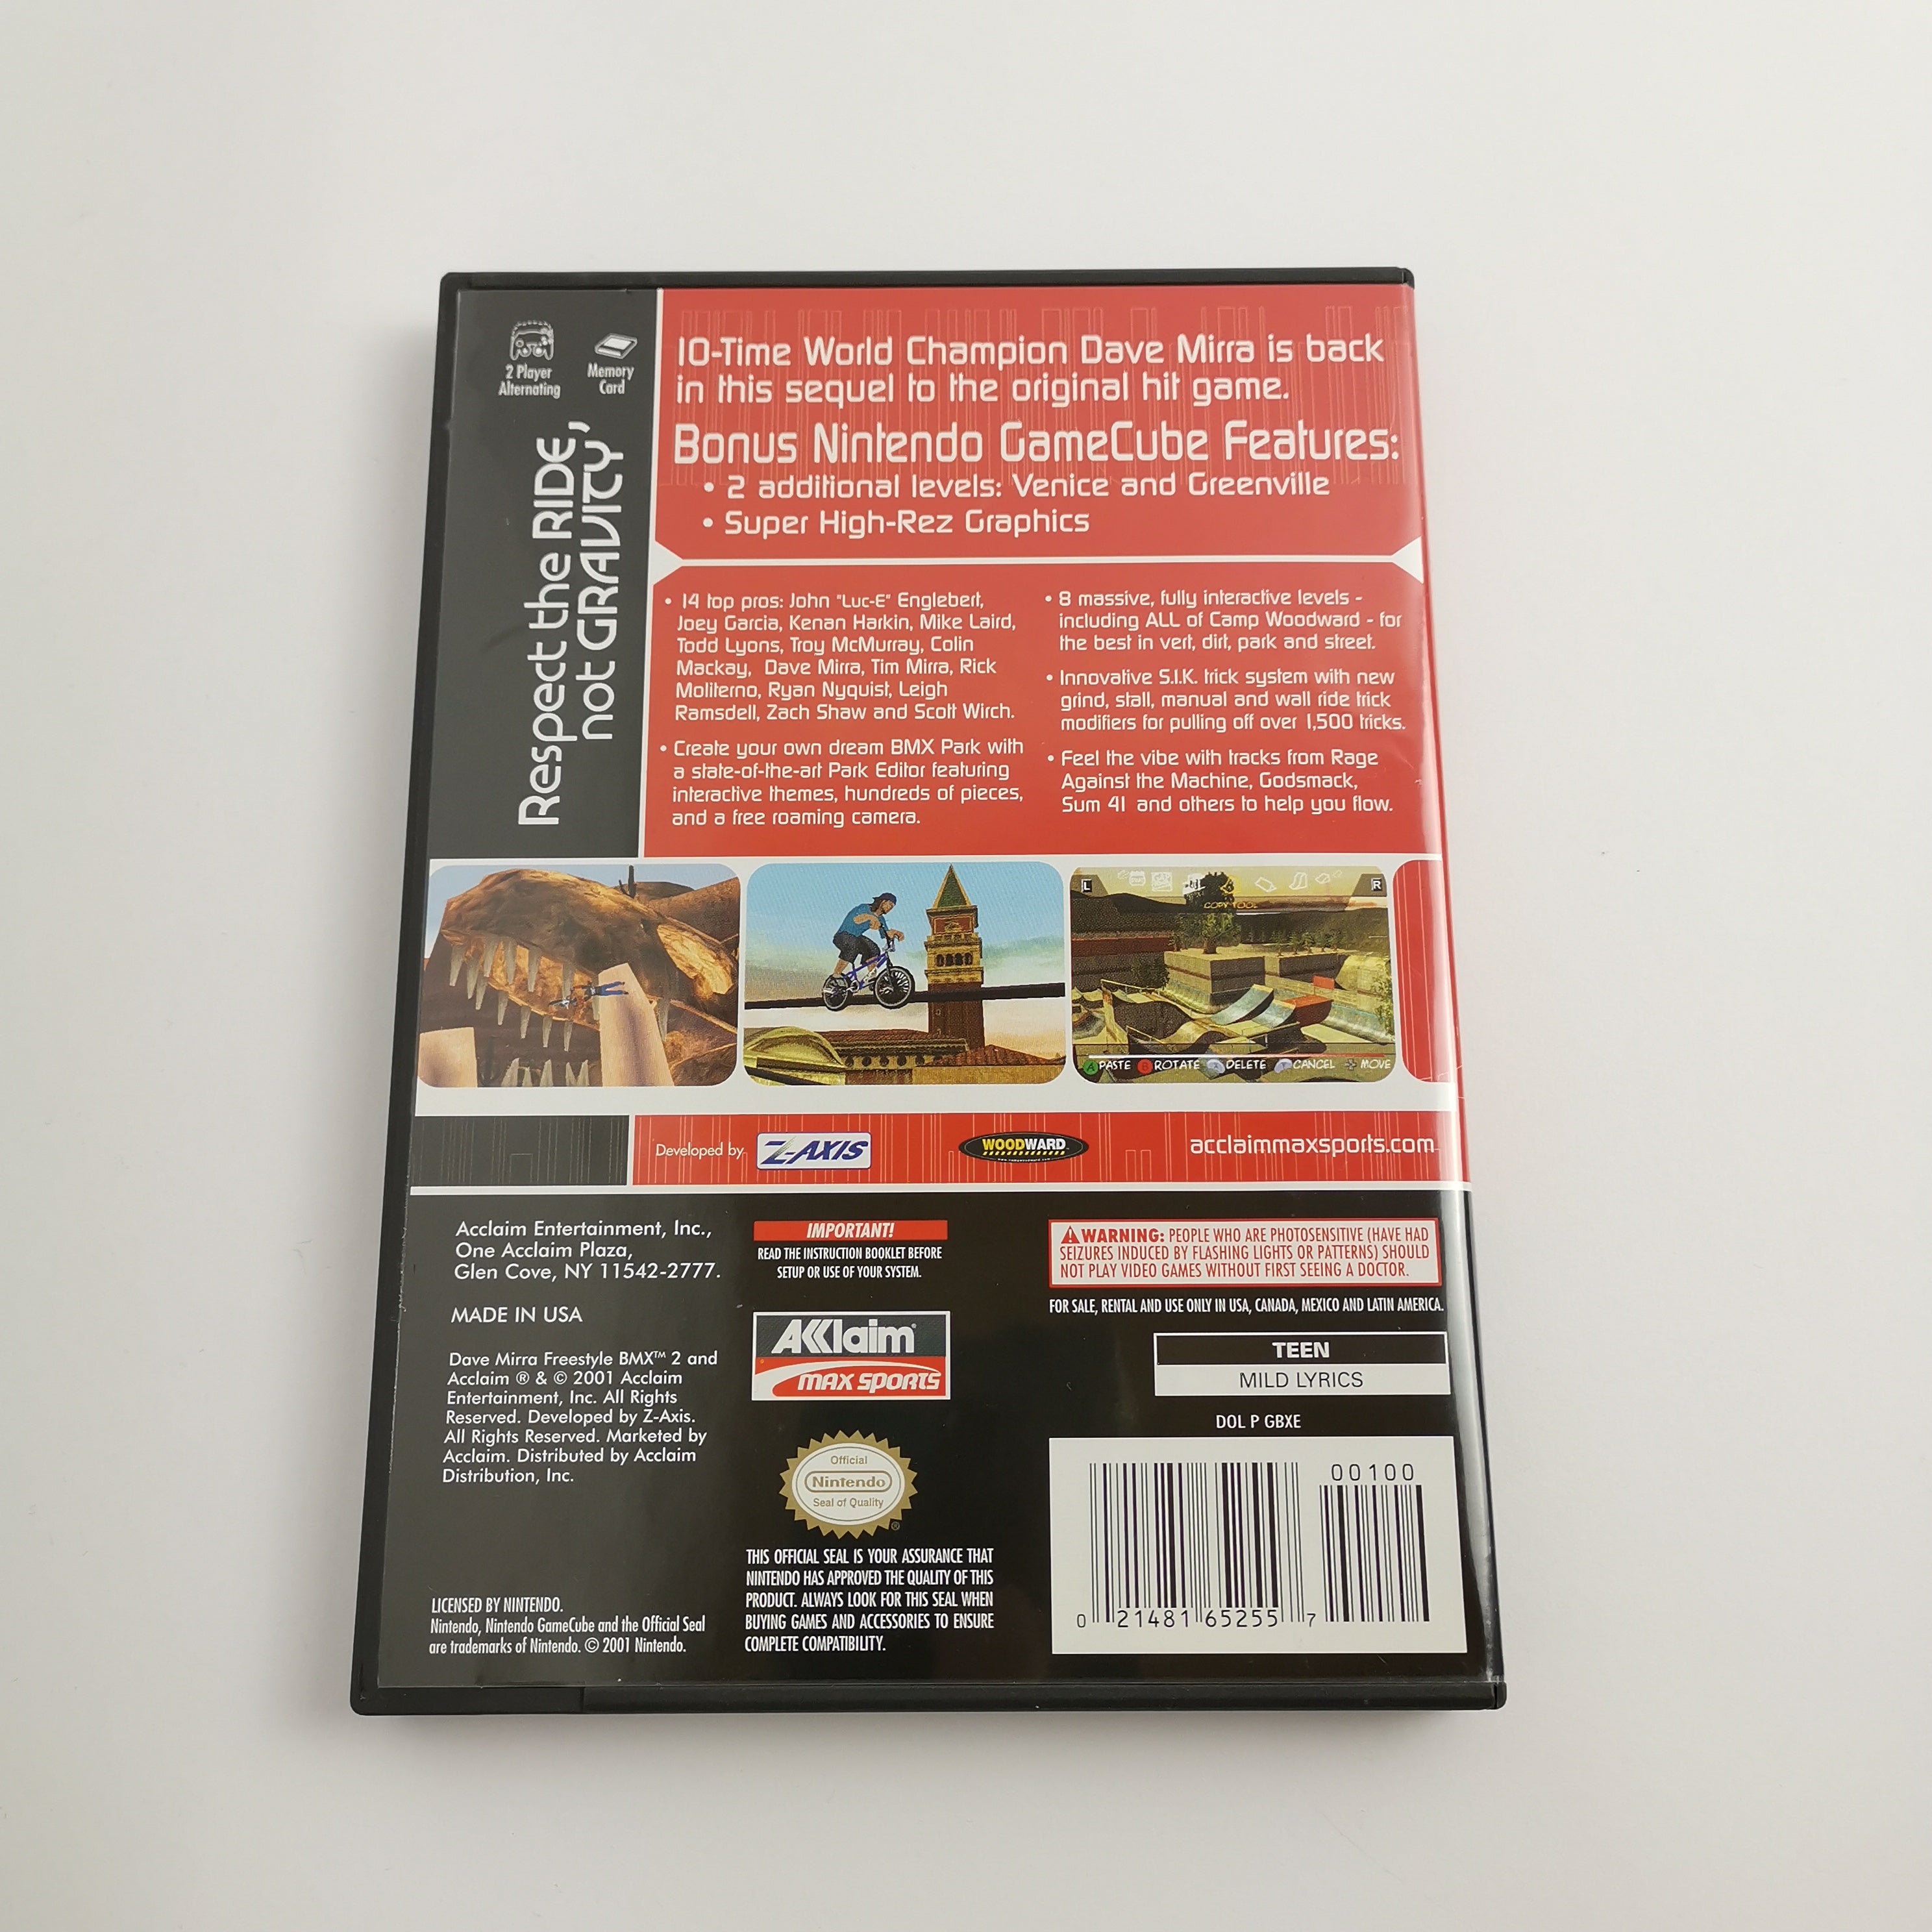 2 Player
Alternating
Memory
Card
Respect the RIDE,
not GRAVITY
10-Time World Champion Dave Mirra is back
in this sequel to the original hit game.
Bonus Nintendo GameCube Features:
• 2 additional levels: Venice and Greenville
• Super High-Rez Graphics
• 14 top pros: John "Luc-E" Englebert,
Joey Garcia, Kenan Harkin, Mike Laird,
Todd Lyons, Troy McMurray, Colin
Mackay, Dave Mirra, Tim Mirra, Rick
Moliterno, Ryan Nyquist, Leigh
Ramsdell, Zach Shaw and Scott Wirch.
• Create your own dream BMX Park with
a state-of-the-art Park Editor featuring
interactive themes, hundreds of pieces,
and a free roaming camera.
• 8 massive, fully interactive levels -
including ALL of Camp Woodward - for
the best in vert, dirt, park and street.
• Innovative S.I.K. trick system with new
grind, stall, manual and wall ride trick
modifiers for pulling off over 1,500 tricks.
• Feel the vibe with tracks from Rage
Against the Machine, Godsmack,
Sum 41 and others to help you flow.
L
R
COPY TOOL
A PASTE B ROTATE DELETE CANCEL MOVE
Developed by Z-AXIS
WOODWARD
acclaimmaxsports.com
Acclaim Entertainment, Inc.,
One Acclaim Plaza,
Glen Cove, NY 11542-2777.
MADE IN USA
Dave Mirra Freestyle BMX™ 2 and
Acclaim ® & © 2001 Acclaim
Entertainment, Inc. All Rights
Reserved. Developed by Z-Axis.
All Rights Reserved. Marketed by
Acclaim. Distributed by Acclaim
Distribution, Inc.
LICENSED BY NINTENDO.
Nintendo, Nintendo GameCube and the Official Seal
are trademarks of Nintendo. © 2001 Nintendo.
IMPORTANT!
READ THE INSTRUCTION BOOKLET BEFORE
SETUP OR USE OF YOUR SYSTEM.
AKKlaim®
MAX SPORTS
Official
Nintendo
Seal of Quality
®
THIS OFFICIAL SEAL IS YOUR ASSURANCE THAT
NINTENDO HAS APPROVED THE QUALITY OF THIS
PRODUCT. ALWAYS LOOK FOR THIS SEAL WHEN
BUYING GAMES AND ACCESSORIES TO ENSURE
COMPLETE COMPATIBILITY.
WARNING: PEOPLE WHO ARE PHOTOSENSITIVE (HAVE HAD
SEIZURES INDUCED BY FLASHING LIGHTS OR PATTERNS) SHOULD
NOT PLAY VIDEO GAMES WITHOUT FIRST SEEING A DOCTOR.
FOR SALE, RENTAL AND USE ONLY IN USA, CANADA, MEXICO AND LATIN AMERICA.
TEEN
MILD LYRICS
DOL P GBXE
00100
0 21481 65255 7